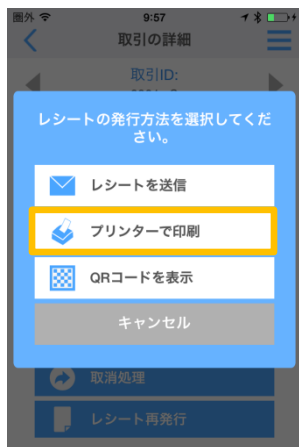 圏外 9:57
取引の詳細
取引ID:
レシートの発行方法を選択してくだ
さい。
レシートを送信
プリンターで印刷
QRコードを表示
キャンセル
取消処理
レシート再発行